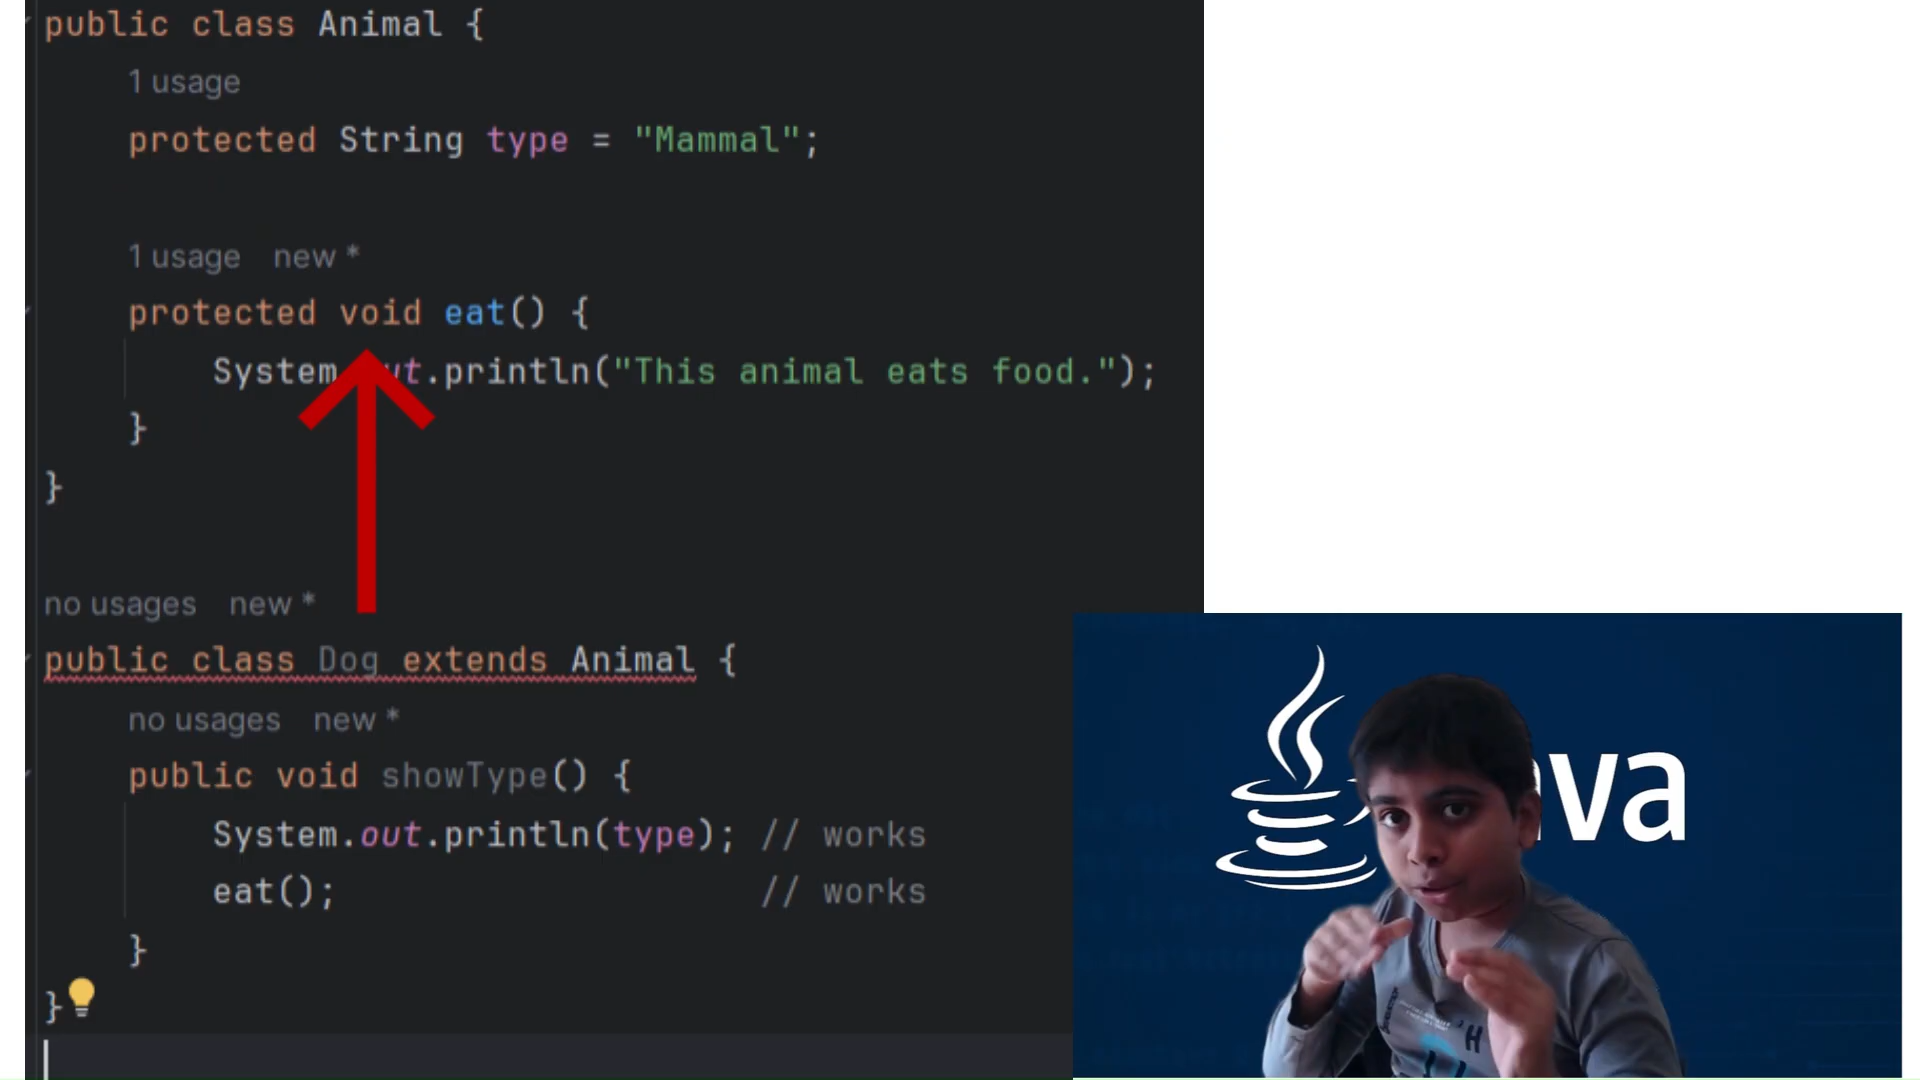 public class Animal {
1 usage
protected String type = "Mammal";
1 usage new *
protected void eat() {
System. ut.println("This animal eats food.");
}
}
no usages new *
public class Dog extends Animal {
no usages new *
public void showType() {
System.out.println(type); // works
eat(); // works
}
}
ava